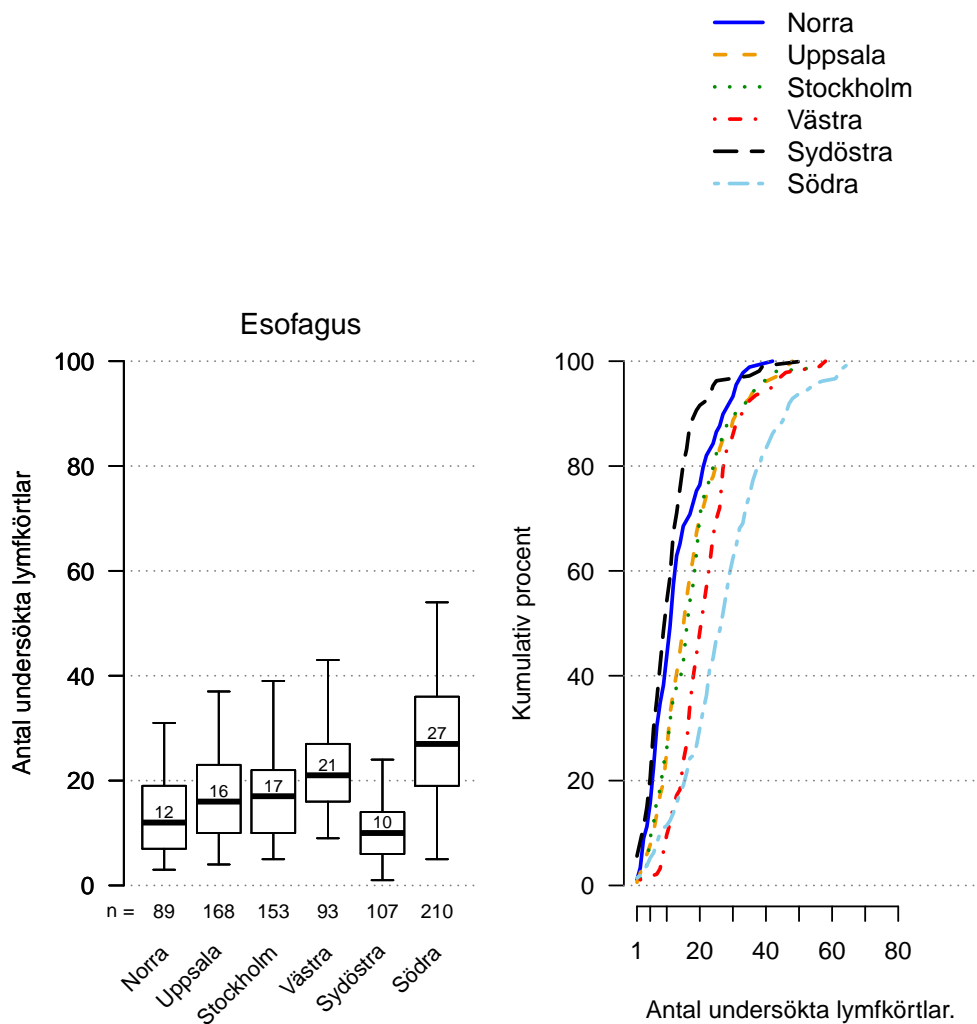 Norra
Uppsala
Stockholm
Västra
Sydöstra
Södra
Esofagus
Antal undersökta lymfkörtlar
100
80
60
40
20
0
12
16
17
21
10
27
n = 89 168 153 93 107 210
Norra Uppsala Stockholm Västra Sydöstra Södra
Kumulativ procent
100
80
60
40
20
0
1 20 40 60 80
Antal undersökta lymfkörtlar.